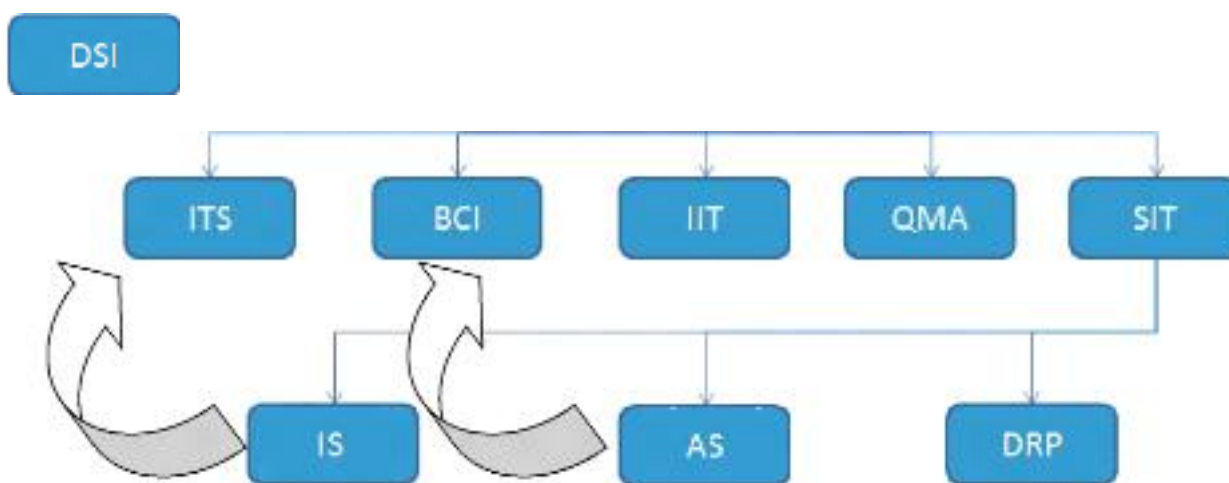 DSI
ITS BCI IIT QMA SIT
IS AS DRP